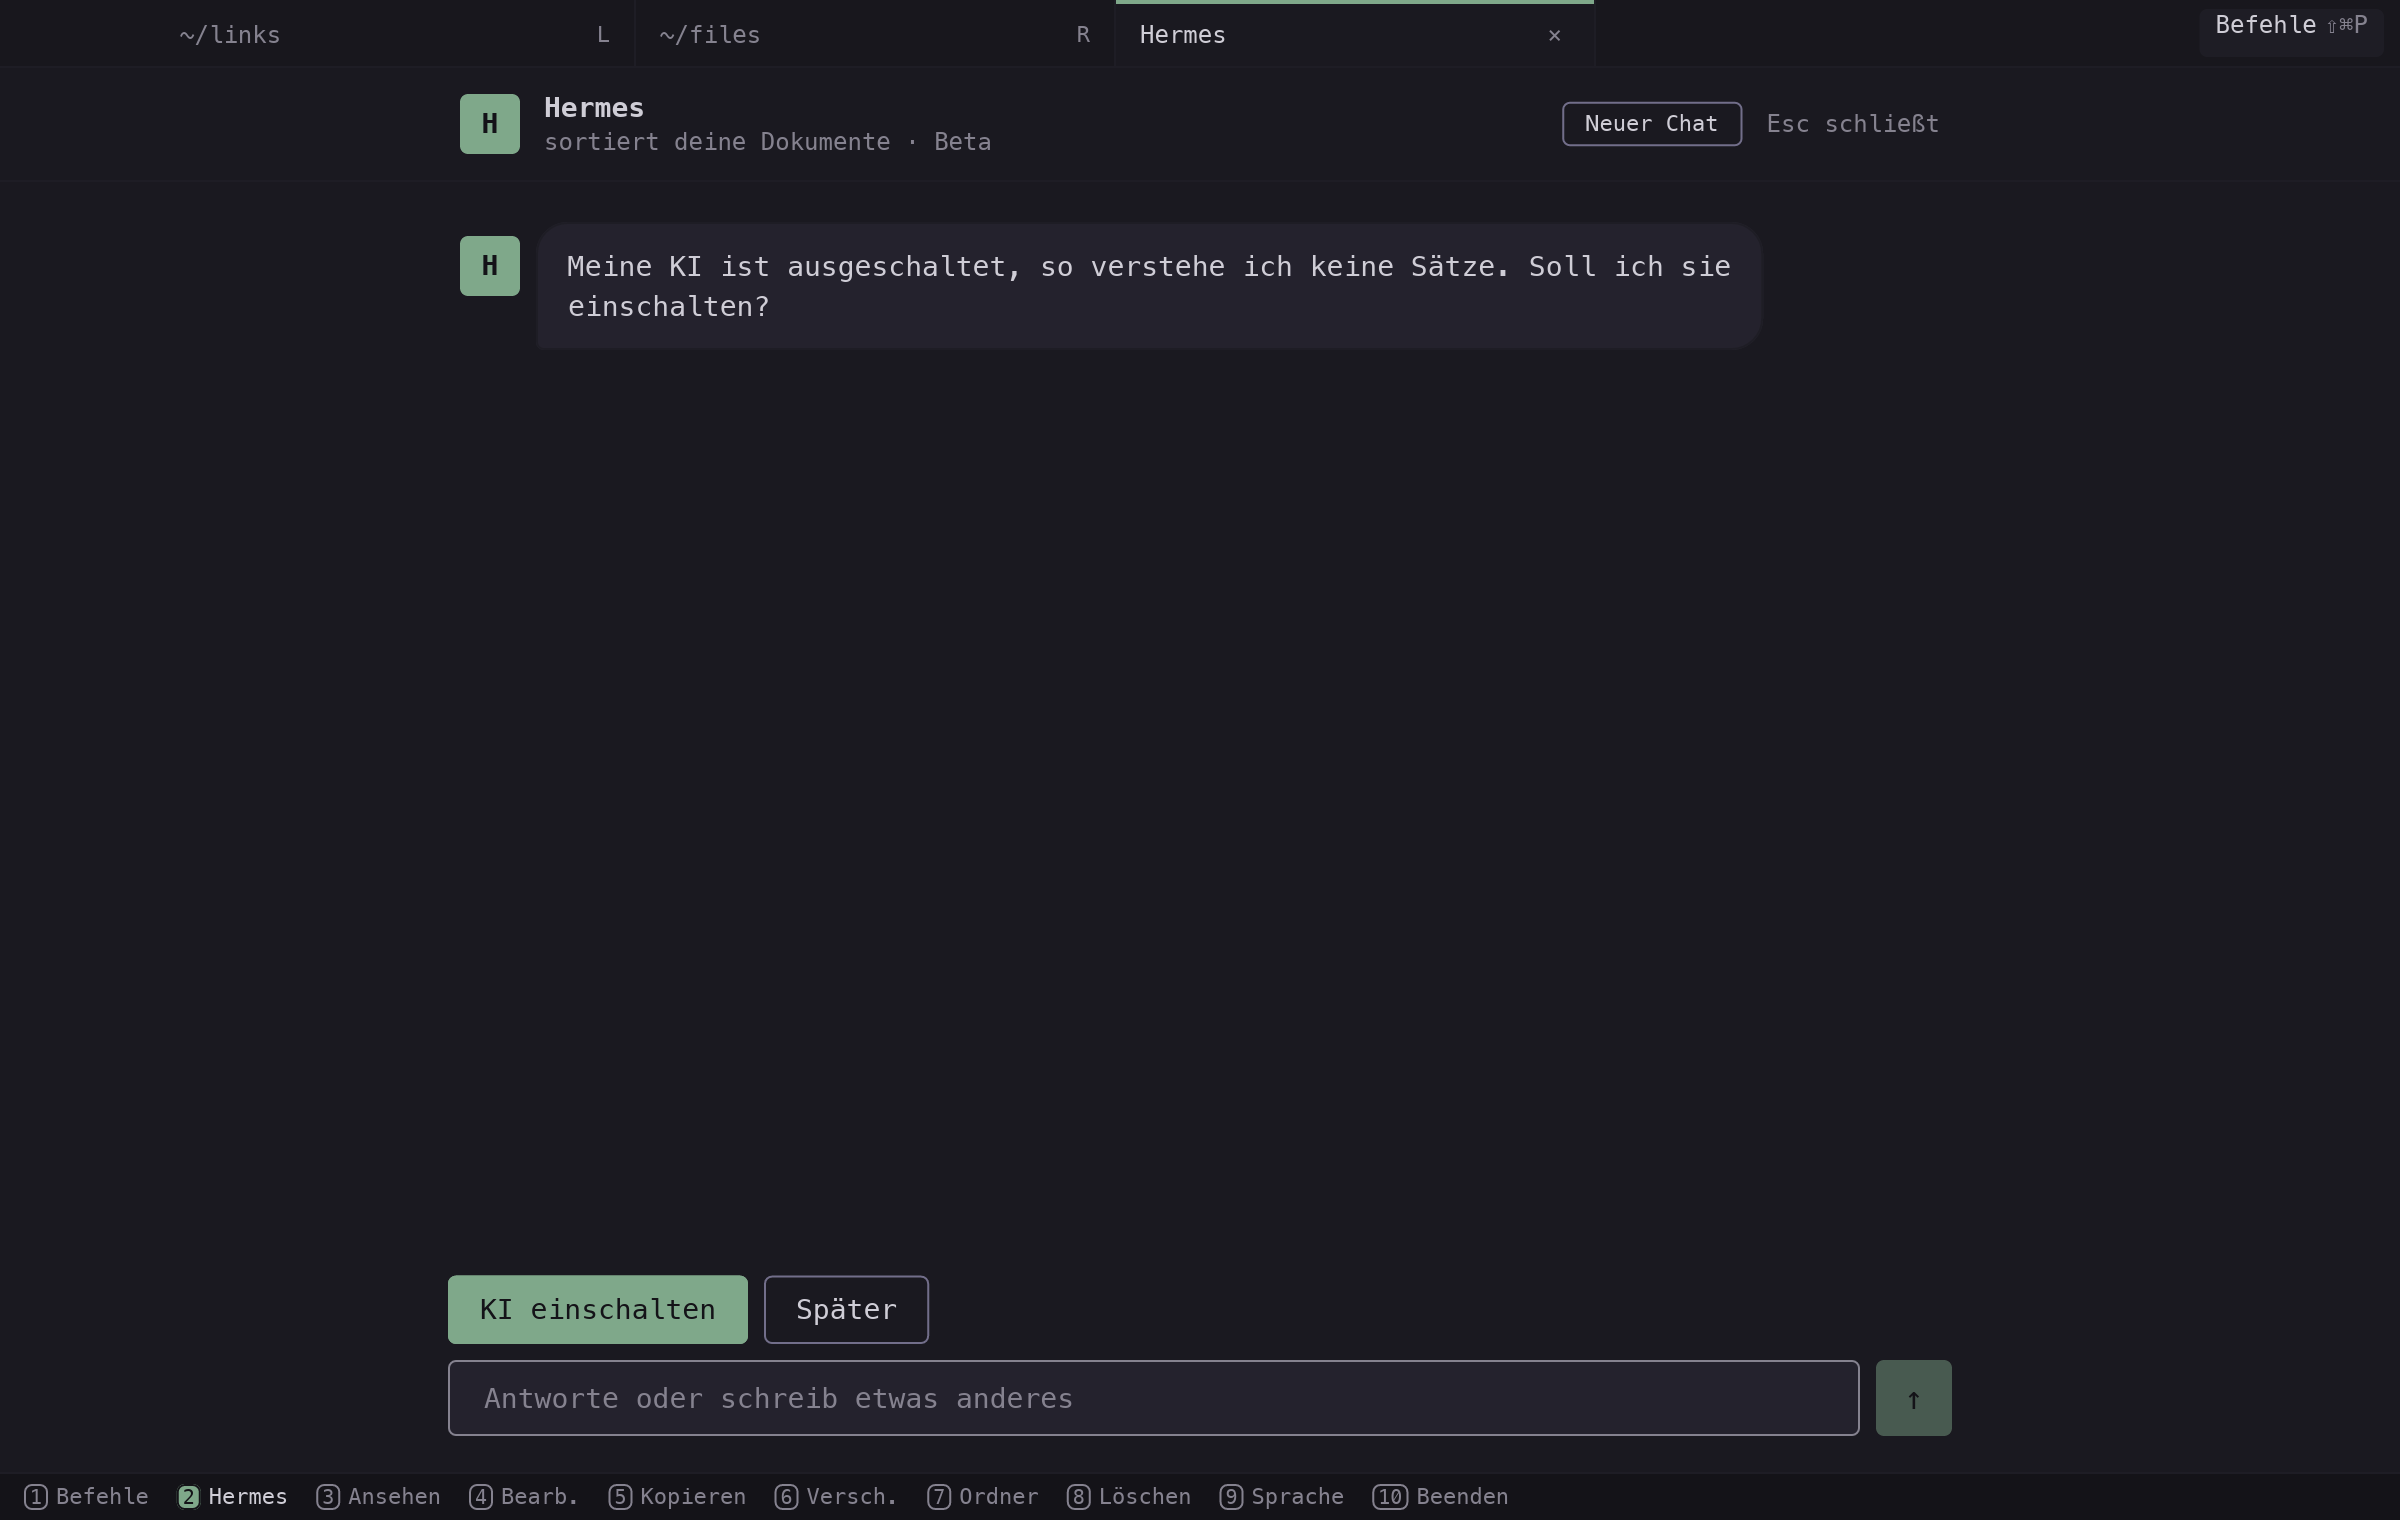 ~/links L ~/files R Hermes × Befehle ⇧⌘P
H Hermes
sortiert deine Dokumente · Beta
Neuer Chat Esc schließt
H Meine KI ist ausgeschaltet, so verstehe ich keine Sätze. Soll ich sie
einschalten?
KI einschalten Später
Antworte oder schreib etwas anderes ↑
1 Befehle 2 Hermes 3 Ansehen 4 Bearb. 5 Kopieren 6 Versch. 7 Ordner 8 Löschen 9 Sprache 10 Beenden